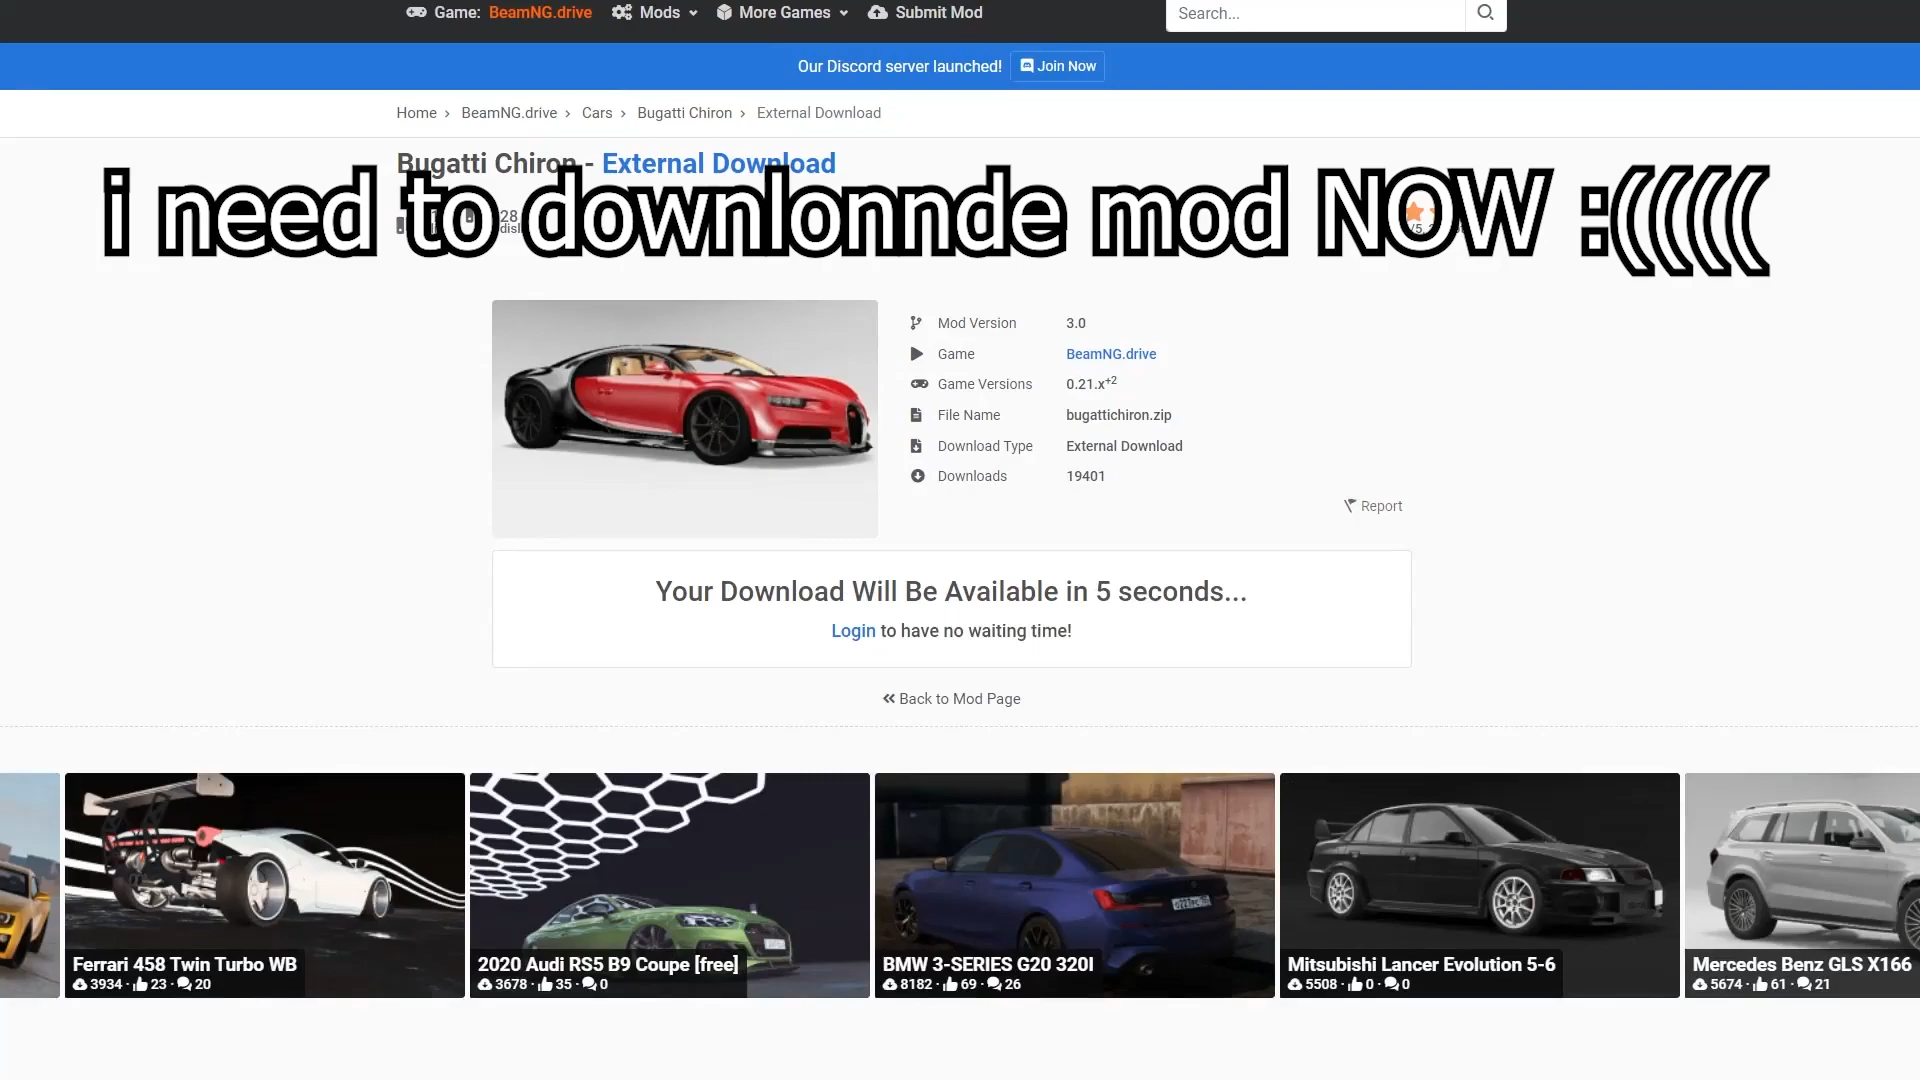 Game: BeamNG.drive Mods More Games Submit Mod Search...
Our Discord server launched! Join Now
Home › BeamNG.drive › Cars › Bugatti Chiron › External Download
Bugatti Chiron - External Download
i need to downlonnde mod NOW :(((((
Mod Version 3.0
Game BeamNG.drive
Game Versions 0.21.x+2
File Name bugattichiron.zip
Download Type External Download
Downloads 19401
Report
Your Download Will Be Available in 5 seconds...
Login to have no waiting time!
Back to Mod Page
Ferrari 458 Twin Turbo WB
3934 · 23 · 20
2020 Audi RS5 B9 Coupe [free]
3678 · 35 · 0
BMW 3-SERIES G20 320I
8182 · 69 · 26
Mitsubishi Lancer Evolution 5-6
5508 · 0 · 0
Mercedes Benz GLS X166
5674 · 61 · 21